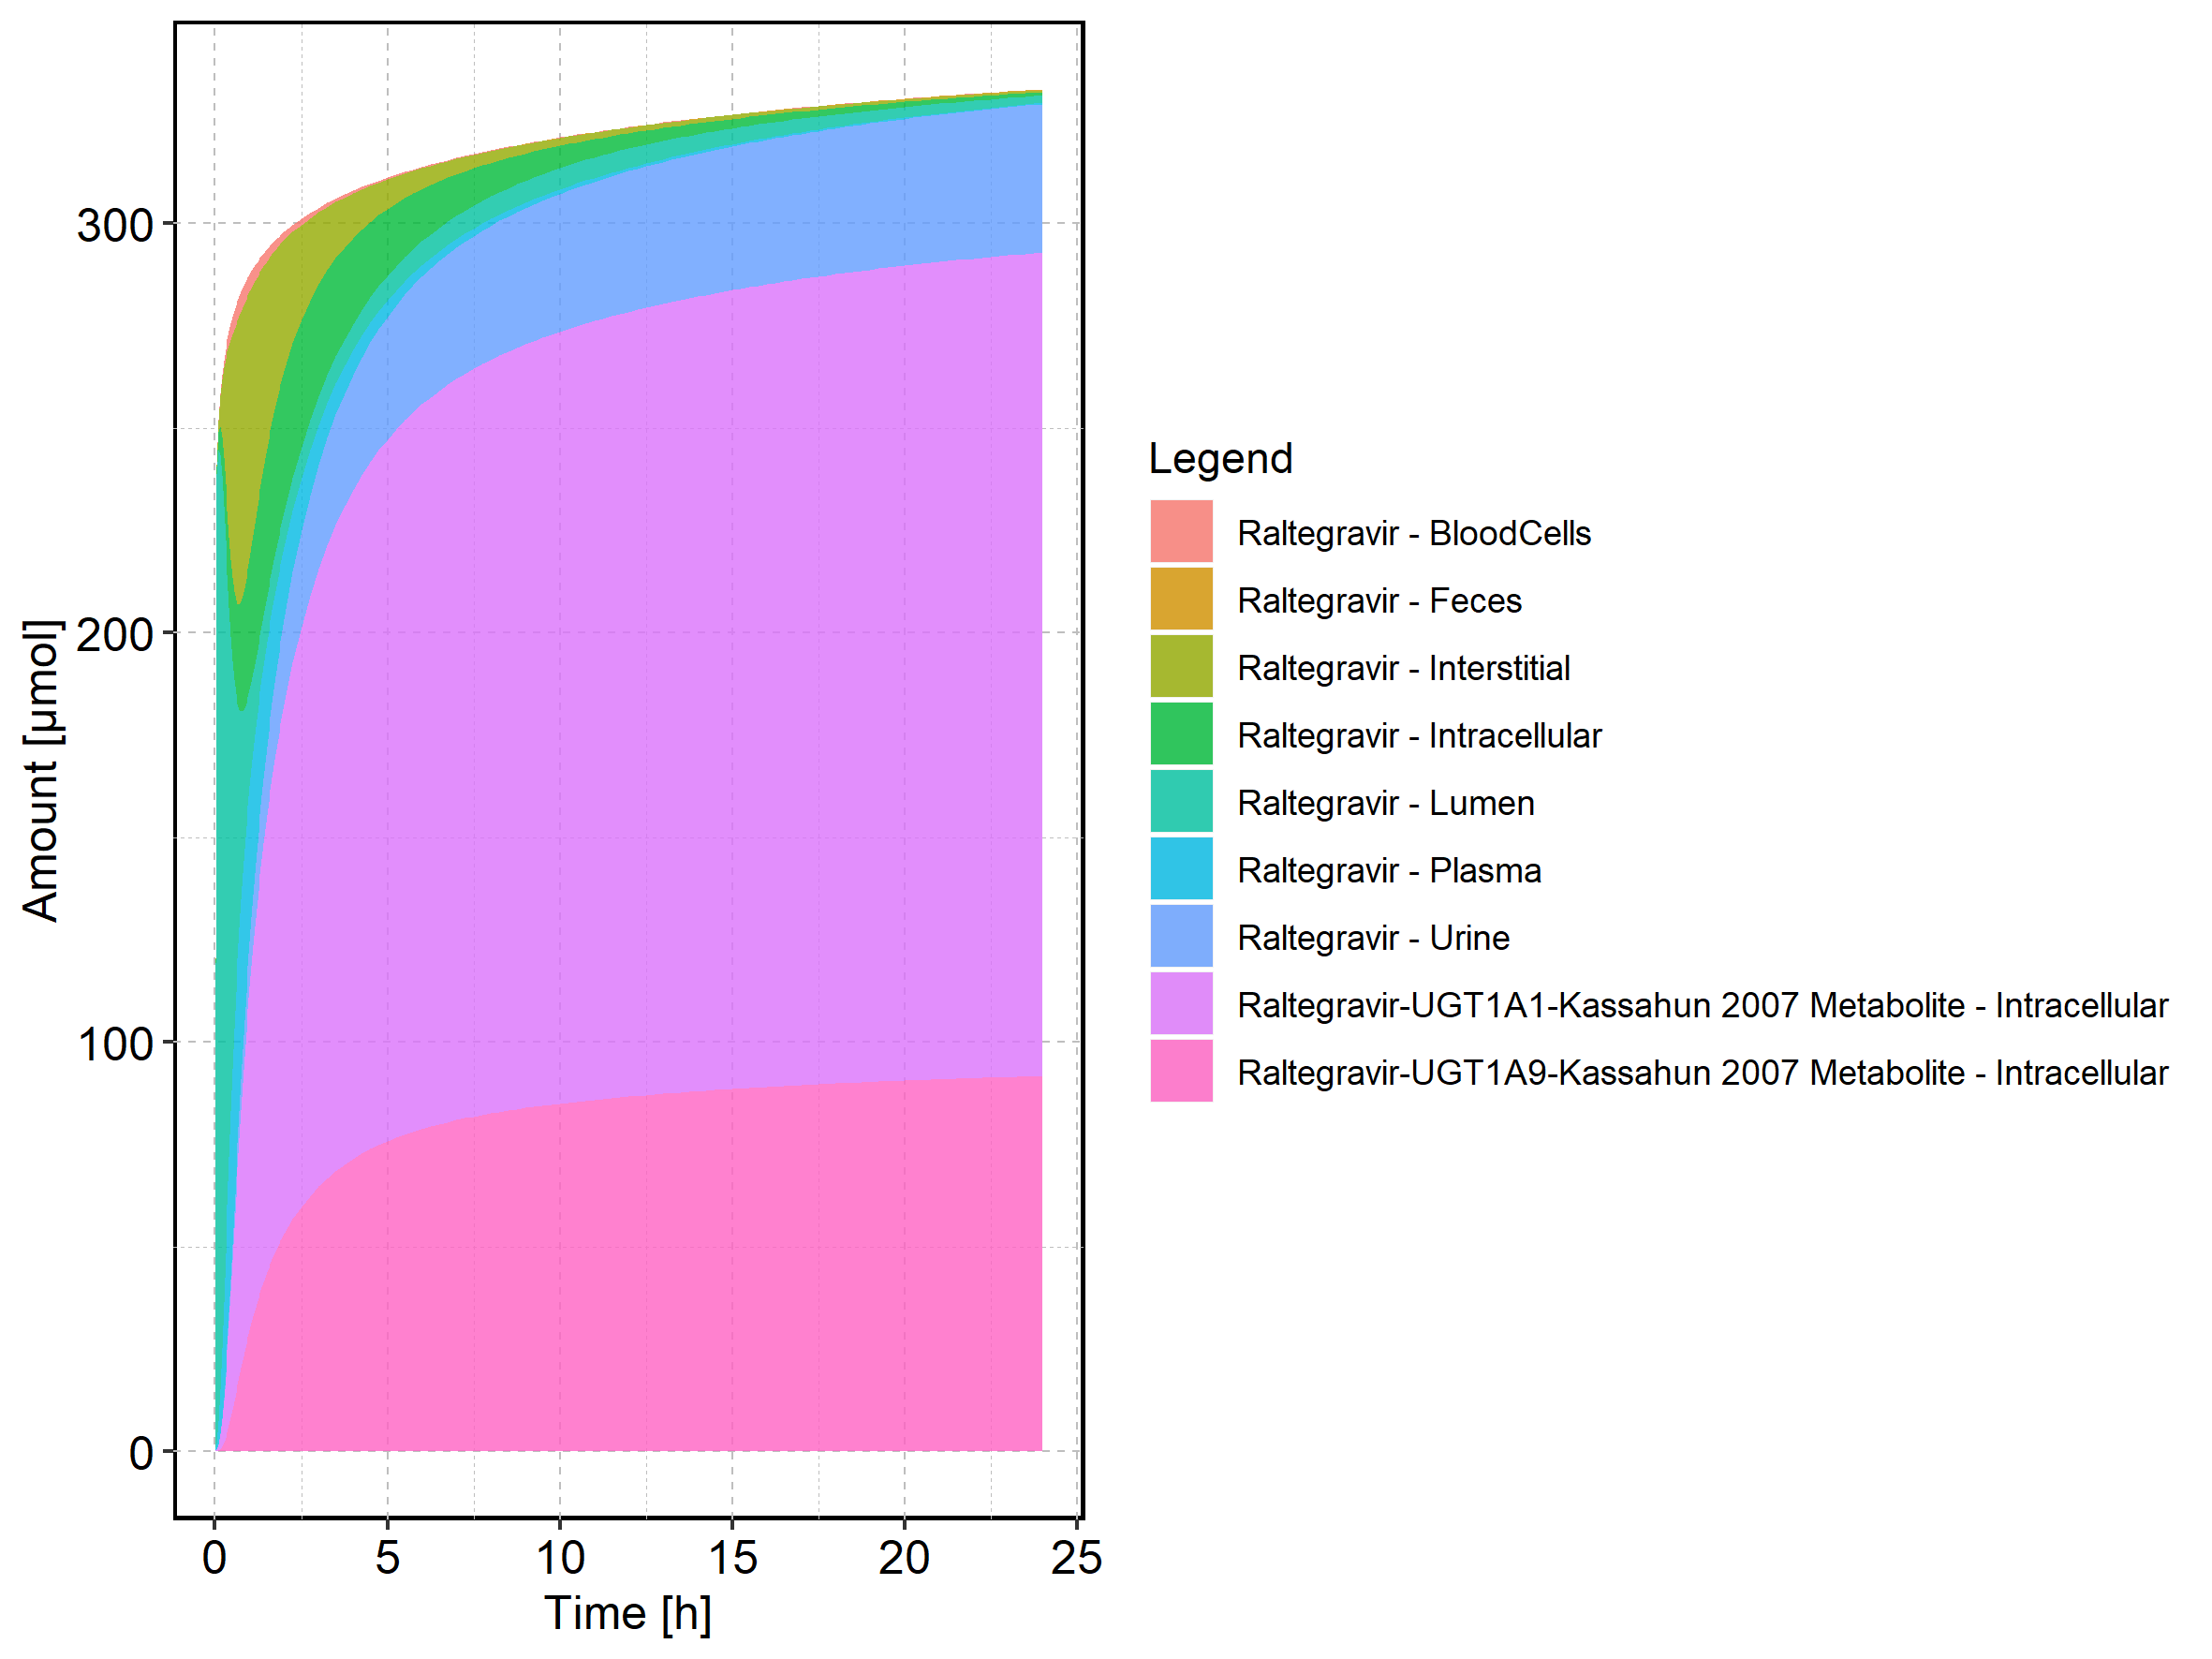 300
200
100
0
Amount [µmol]
0 5 10 15 20 25
Time [h]
Legend
Raltegravir - BloodCells
Raltegravir - Feces
Raltegravir - Interstitial
Raltegravir - Intracellular
Raltegravir - Lumen
Raltegravir - Plasma
Raltegravir - Urine
Raltegravir-UGT1A1-Kassahun 2007 Metabolite - Intracellular
Raltegravir-UGT1A9-Kassahun 2007 Metabolite - Intracellular